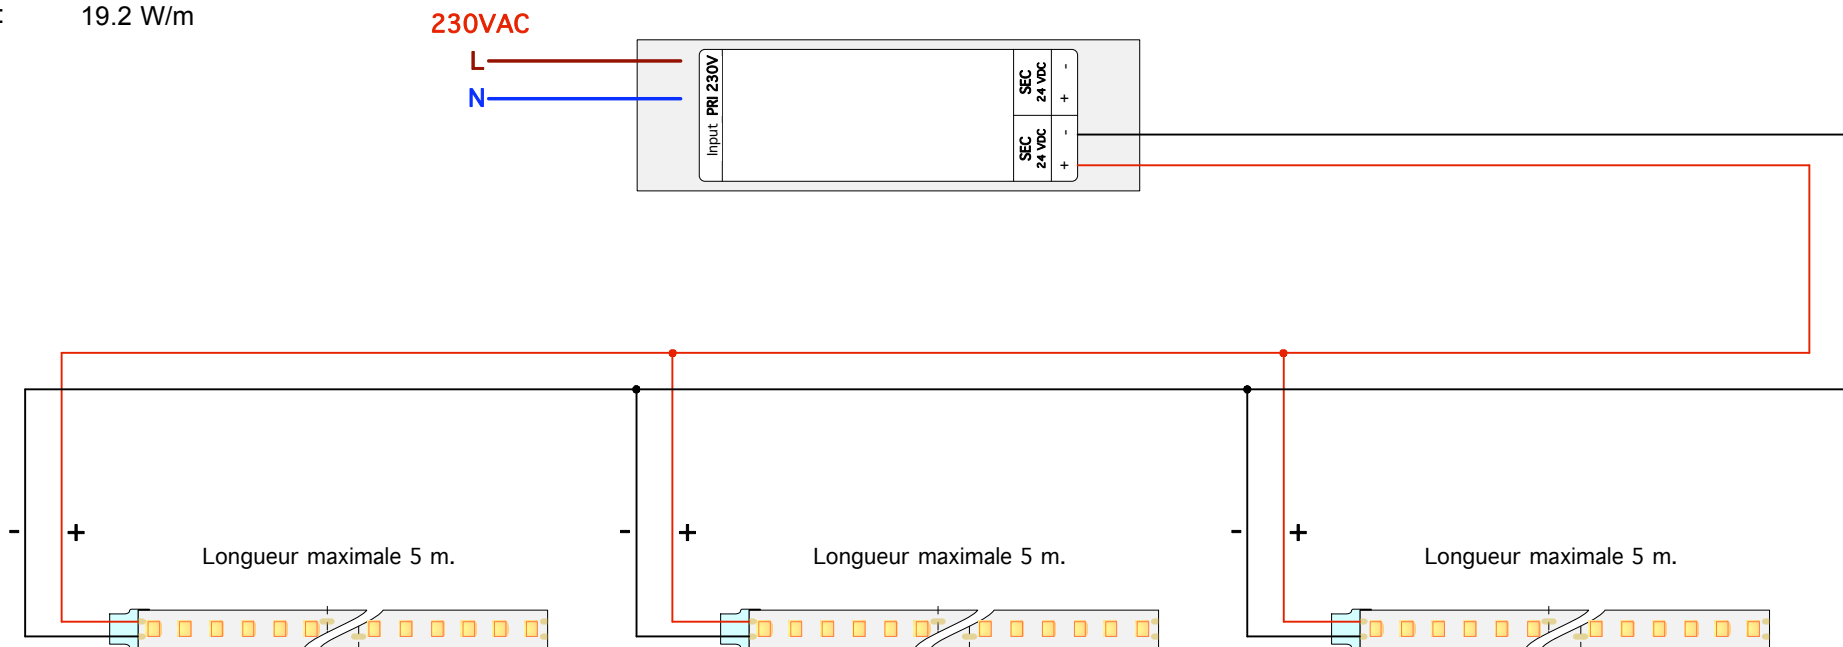 : 19.2 W/m
230VAC
L
N
Input PRI 230V
SEC
24 VDC
- +
SEC
24 VDC
- +
- + - + - +
Longueur maximale 5 m. Longueur maximale 5 m. Longueur maximale 5 m.